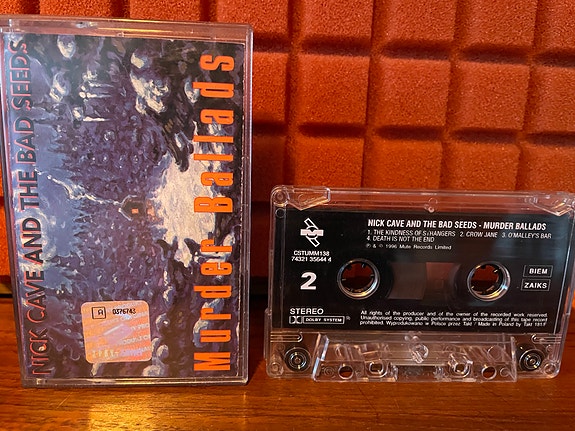 NICK CAVE AND THE BAD SEEDS
Murder Ballads
A 0376743
NICK CAVE AND THE BAD SEEDS - MURDER BALLADS
1. THE KINDNESS OF STRANGERS 2. CROW JANE 3. O'MALLEY'S BAR
4. DEATH IS NOT THE END
℗ & © 1996 Mute Records Limited
CSTUMM138
74321 35644 4
2
BIEM
ZAIKS
STEREO
DOLBY SYSTEM
All rights of the producer and of the owner of the recorded work reserved.
Unauthorised copying, public performance and broadcasting of this tape record
prohibited. Wyprodukowano w Polsce przez Takt / Made in Poland by Takt